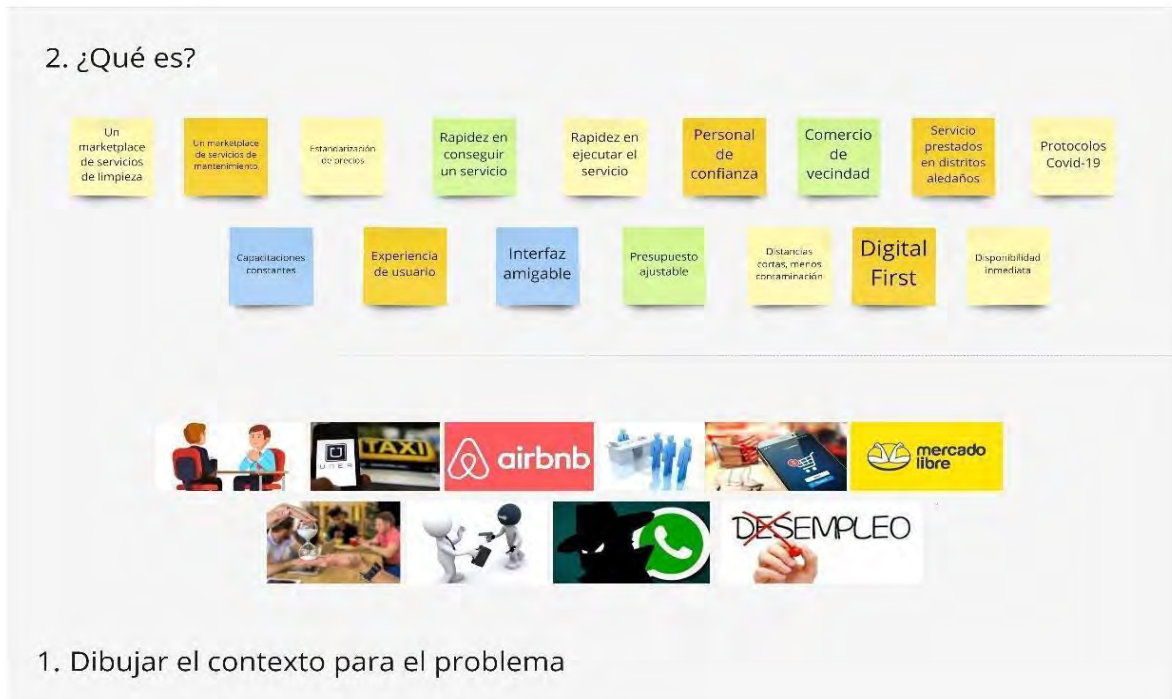 2. ¿Qué es?
Un
marketplace
de servicios
de limpieza
Un marketplace
de servicios de
mantenimiento
Estandarización
de precios
Rapidez en
conseguir
un servicio
Rapidez en
ejecutar el
servicio
Personal
de
confianza
Comercio
de
vecindad
Servicio
prestados
en distritos
aledaños
Protocolos
Covid-19
Capacitaciones
constantes
Experiencia
de usuario
Interfaz
amigable
Presupuesto
ajustable
Distancias
cortas, menos
contaminación
Digital
First
Disponibilidad
inmediata
UBER
TAXI
airbnb
mercado
libre
DESEMPLEO
1. Dibujar el contexto para el problema